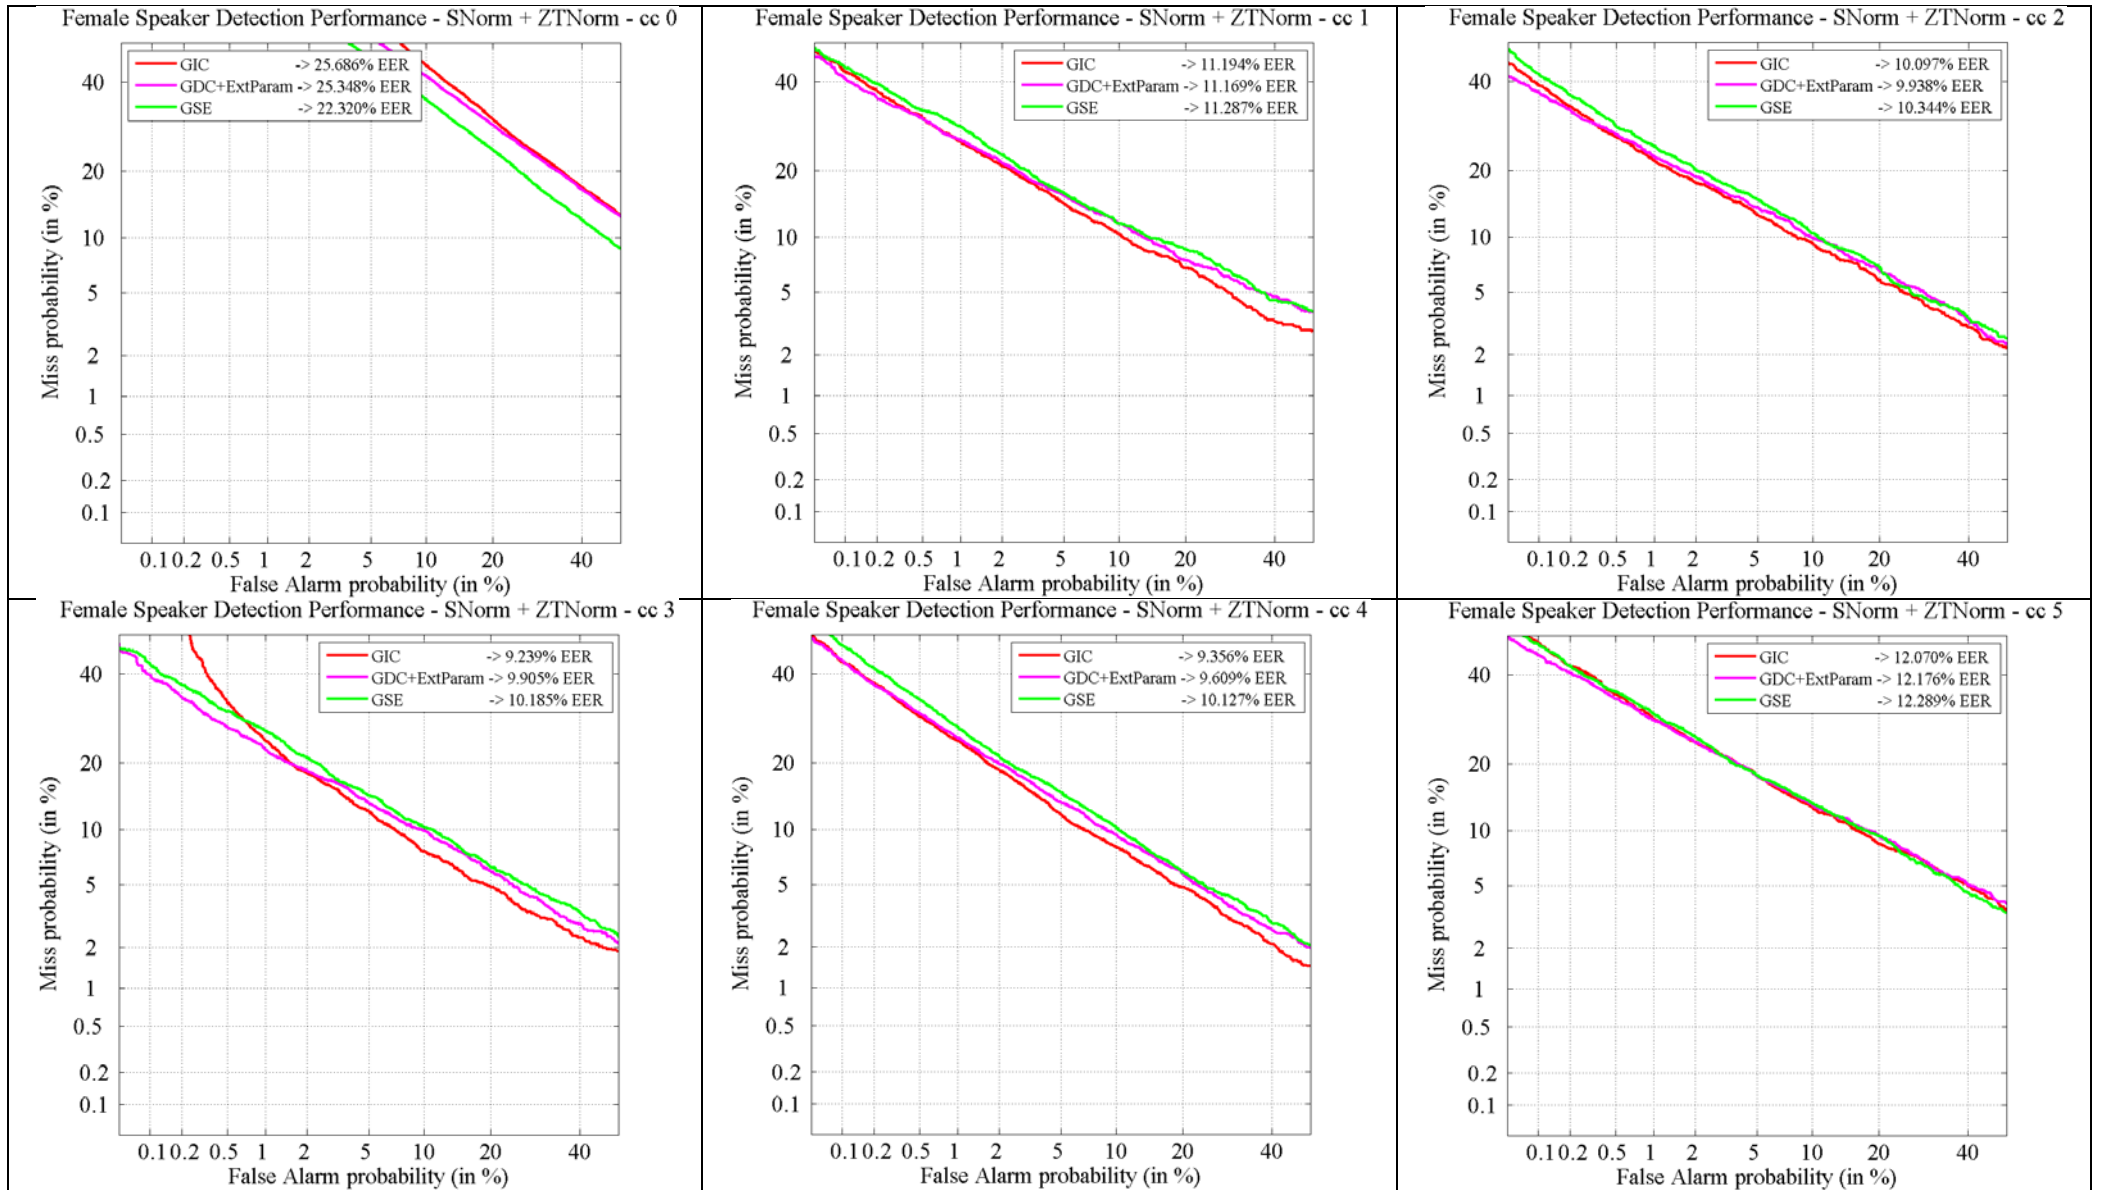 Female Speaker Detection Performance - SNorm + ZTNorm - cc 0
GIC -> 25.686% EER
GDC+ExtParam -> 25.348% EER
GSE -> 22.320% EER
Miss probability (in %)
40
20
10
5
2
1
0.5
0.2
0.1
0.1 0.2 0.5 1 2 5 10 20 40
False Alarm probability (in %)
Female Speaker Detection Performance - SNorm + ZTNorm - cc 1
GIC -> 11.194% EER
GDC+ExtParam -> 11.169% EER
GSE -> 11.287% EER
Miss probability (in %)
40
20
10
5
2
1
0.5
0.2
0.1
0.1 0.2 0.5 1 2 5 10 20 40
False Alarm probability (in %)
Female Speaker Detection Performance - SNorm + ZTNorm - cc 2
GIC -> 10.097% EER
GDC+ExtParam -> 9.938% EER
GSE -> 10.344% EER
Miss probability (in %)
40
20
10
5
2
1
0.5
0.2
0.1
0.1 0.2 0.5 1 2 5 10 20 40
False Alarm probability (in %)
Female Speaker Detection Performance - SNorm + ZTNorm - cc 3
GIC -> 9.239% EER
GDC+ExtParam -> 9.905% EER
GSE -> 10.185% EER
Miss probability (in %)
40
20
10
5
2
1
0.5
0.2
0.1
0.1 0.2 0.5 1 2 5 10 20 40
False Alarm probability (in %)
Female Speaker Detection Performance - SNorm + ZTNorm - cc 4
GIC -> 9.356% EER
GDC+ExtParam -> 9.609% EER
GSE -> 10.127% EER
Miss probability (in %)
40
20
10
5
2
1
0.5
0.2
0.1
0.1 0.2 0.5 1 2 5 10 20 40
False Alarm probability (in %)
Female Speaker Detection Performance - SNorm + ZTNorm - cc 5
GIC -> 12.070% EER
GDC+ExtParam -> 12.176% EER
GSE -> 12.289% EER
Miss probability (in %)
40
20
10
5
2
1
0.5
0.2
0.1
0.1 0.2 0.5 1 2 5 10 20 40
False Alarm probability (in %)